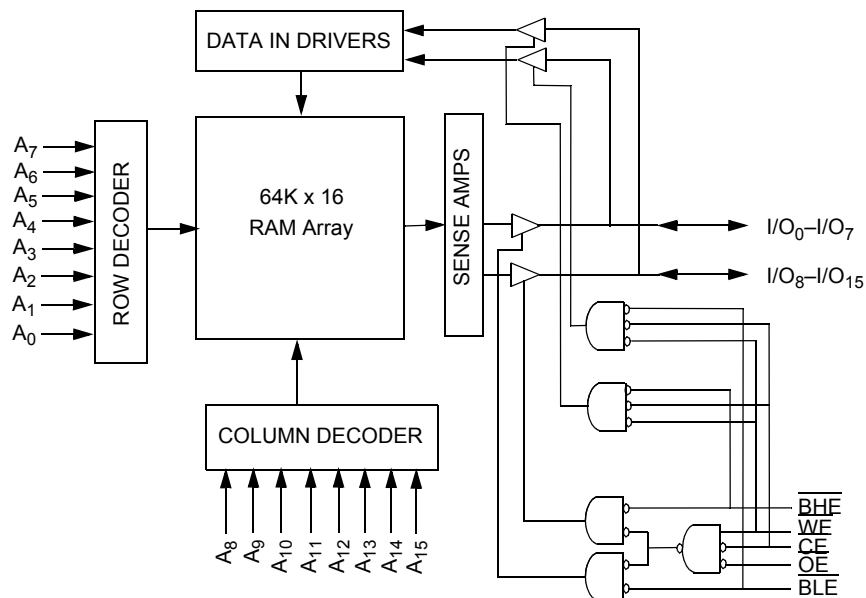 DATA IN DRIVERS
A7
A6
A5
A4
A3
A2
A1
A0
ROW DECODER
64K x 16
RAM Array
SENSE AMPS
I/O0–I/O7
I/O8–I/O15
COLUMN DECODER
A8
A9
A10
A11
A12
A13
A14
A15
BHE
WE
CE
OE
BLE